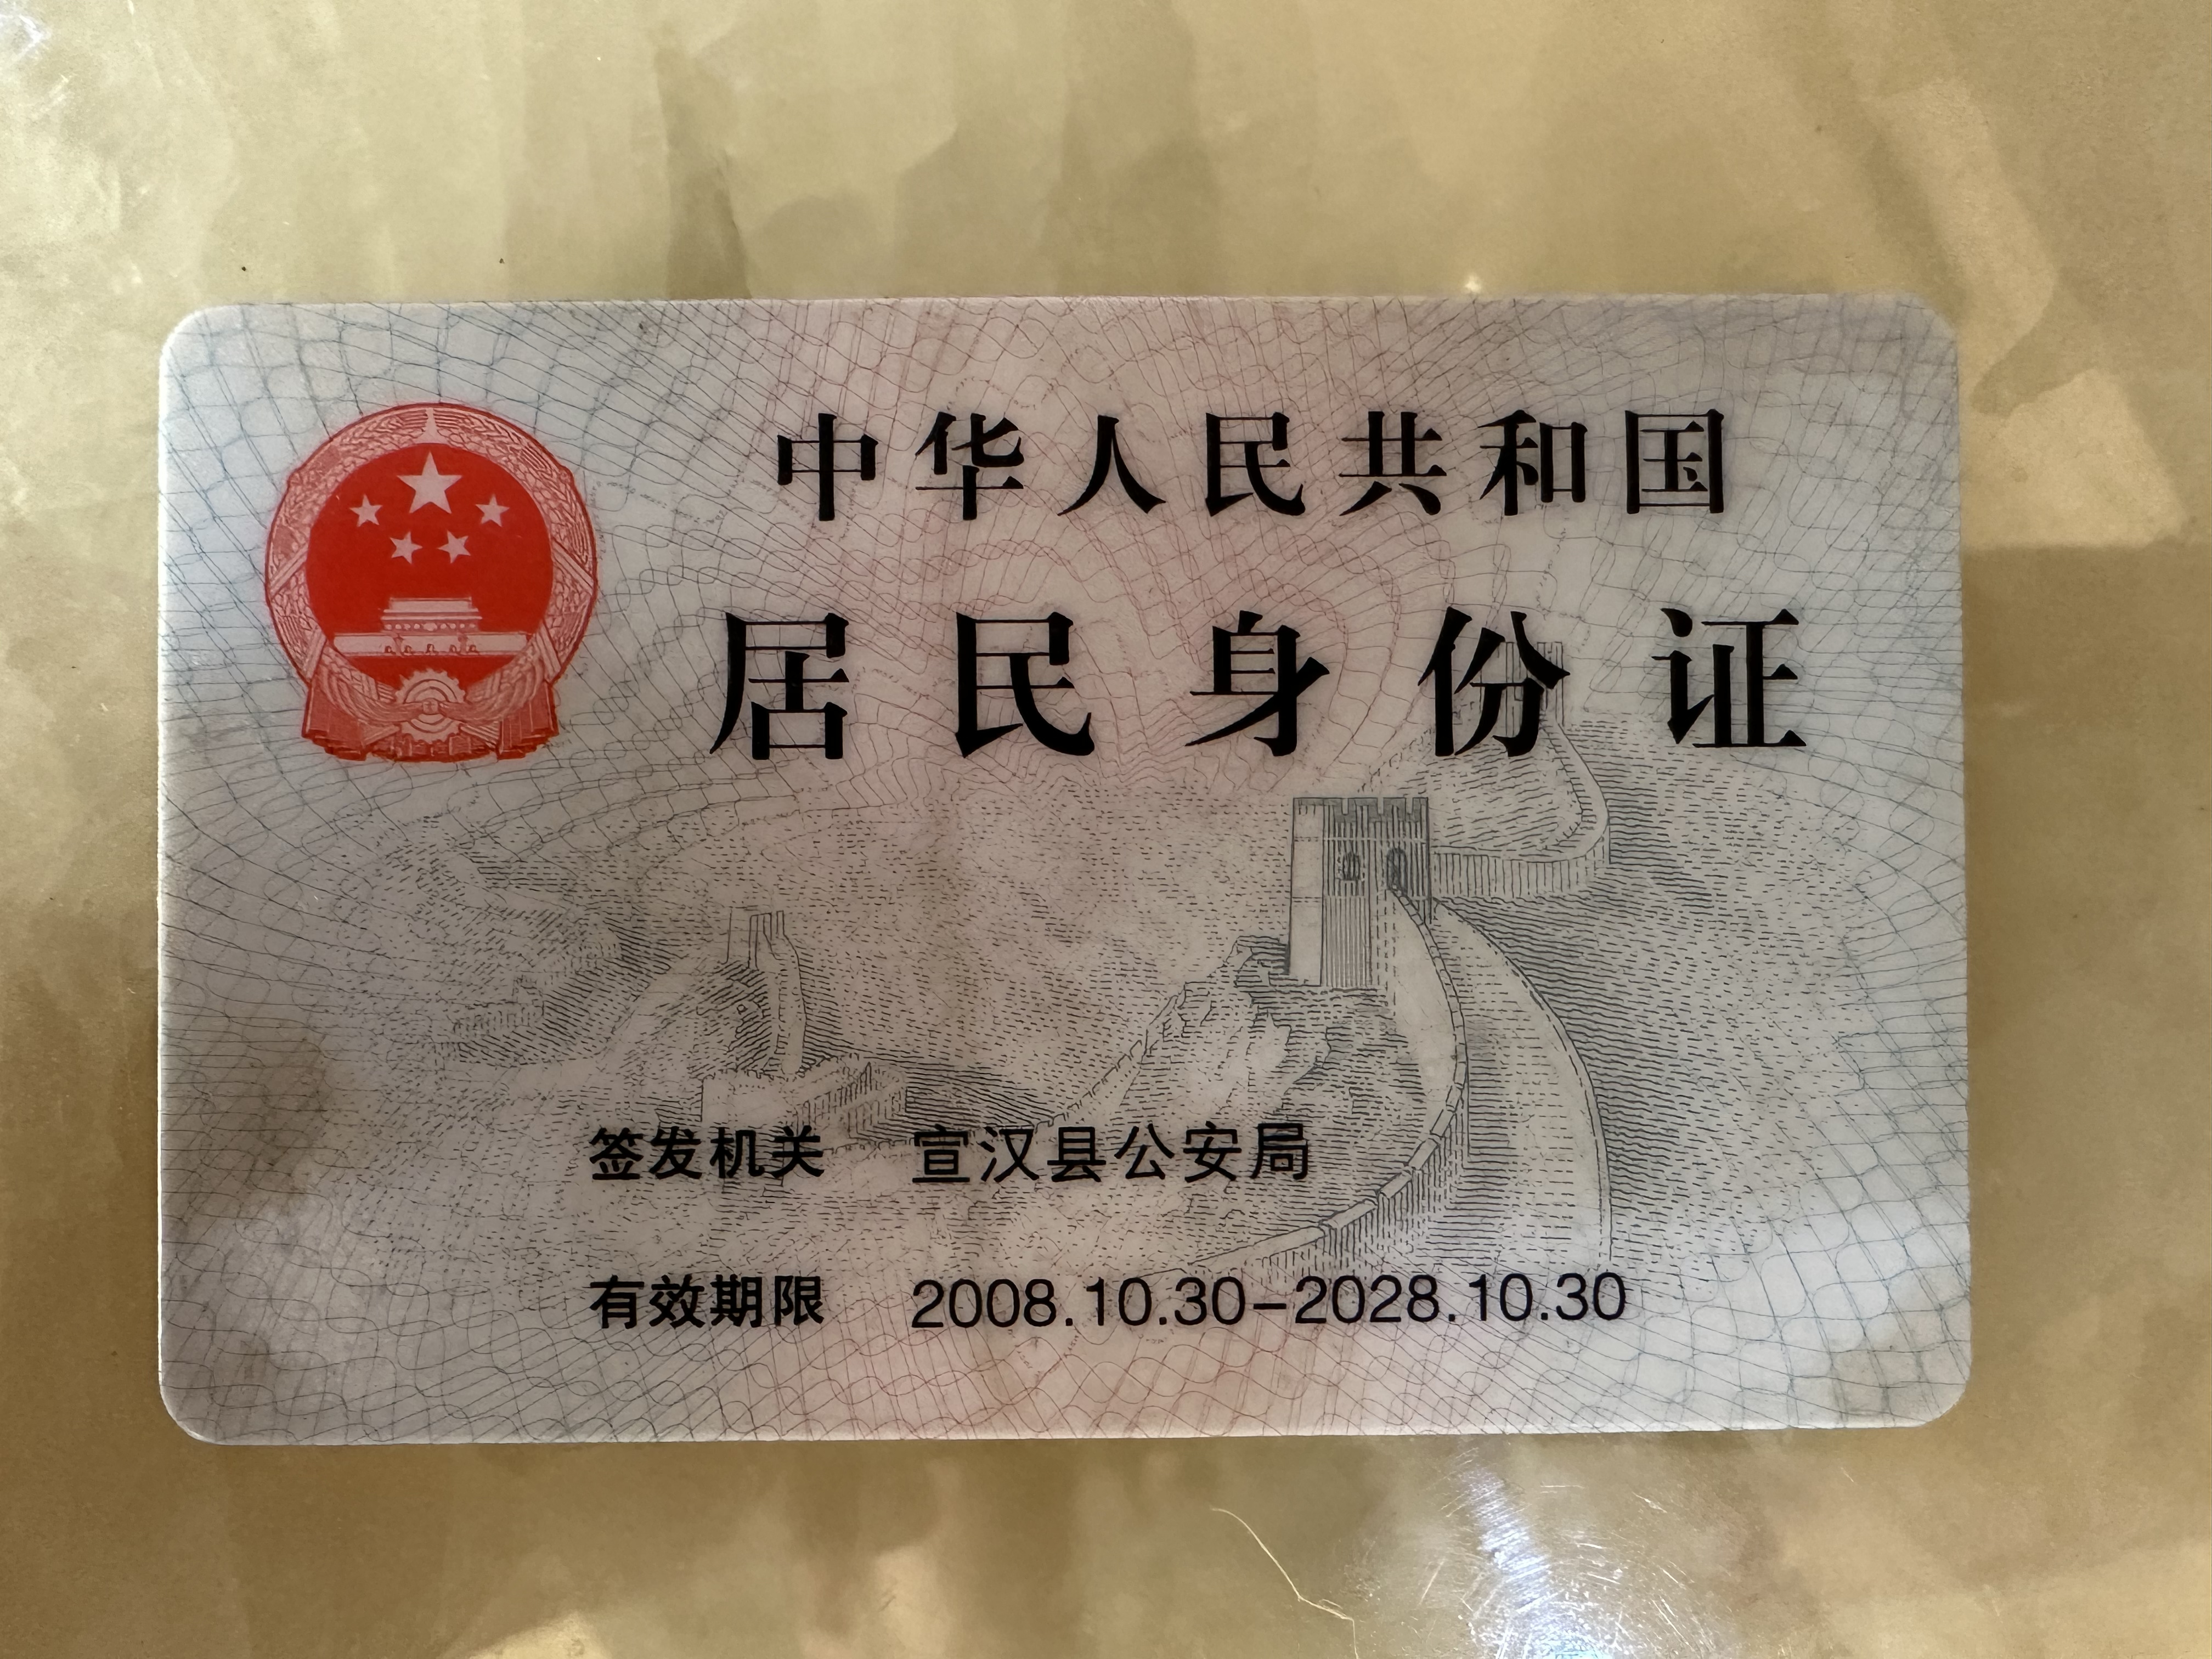 中华人民共和国
居民身份证
签发机关 宣汉县公安局
有效期限 2008.10.30-2028.10.30